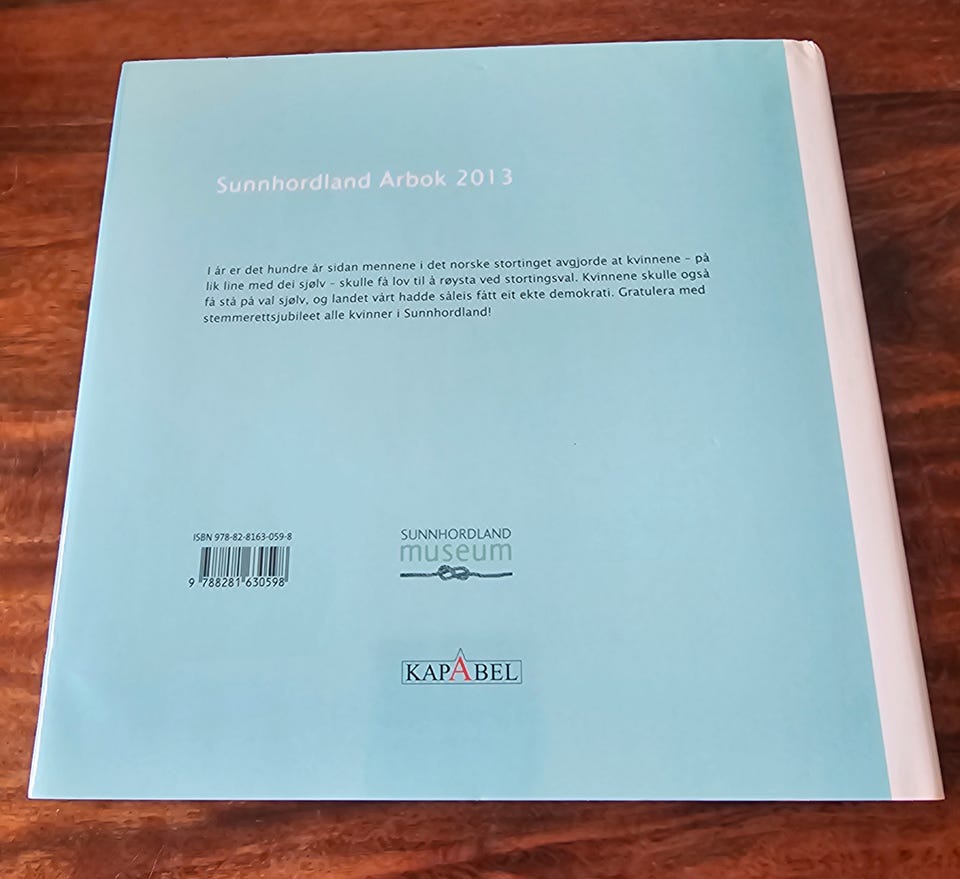 Sunnhordland Årbok 2013
I år er det hundre år sidan mennene i det norske stortinget avgjorde at kvinnene – på
lik line med dei sjølv – skulle få lov til å røysta ved stortingsval. Kvinnene skulle også
få stå på val sjølv, og landet vårt hadde såleis fått eit ekte demokrati. Gratulera med
stemmerettsjubileet alle kvinner i Sunnhordland!
ISBN 978-82-8163-059-8
9 788281 630598
SUNNHORDLAND
museum
KAPABEL